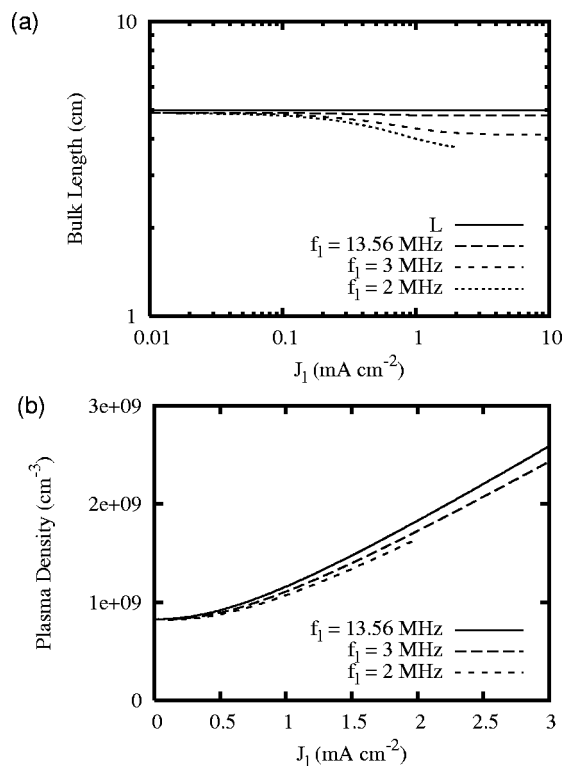 (a)
10
1
Bulk Length (cm)
L
f₁ = 13.56 MHz
f₁ = 3 MHz
f₁ = 2 MHz
0.01 0.1 1 10
J₁ (mA cm⁻²)
(b)
3e+09
2e+09
1e+09
0
Plasma Density (cm⁻³)
f₁ = 13.56 MHz
f₁ = 3 MHz
f₁ = 2 MHz
0 0.5 1 1.5 2 2.5 3
J₁ (mA cm⁻²)